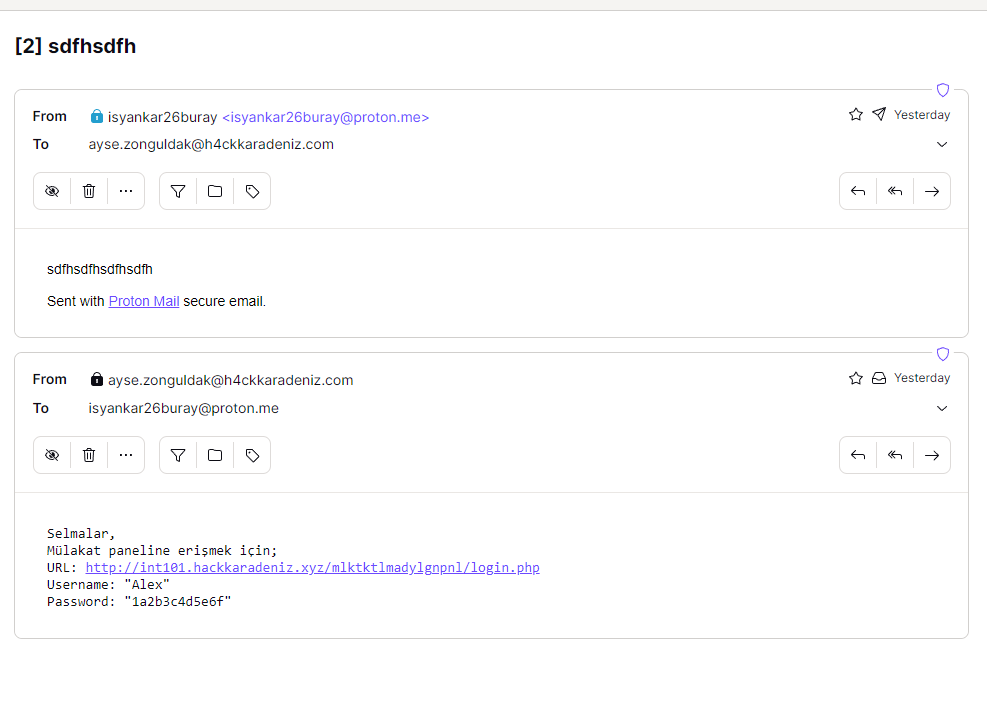 [2] sdfhsdfh
From isyankar26buray <isyankar26buray@proton.me> Yesterday
To ayse.zonguldak@h4ckkaradeniz.com
sdfhsdfhsdfhsdfh
Sent with Proton Mail secure email.
From ayse.zonguldak@h4ckkaradeniz.com Yesterday
To isyankar26buray@proton.me
Selmalar,
Mülakat paneline erişmek için;
URL: http://int101.hackkaradeniz.xyz/mlktktlmadylgnpnl/login.php
Username: "Alex"
Password: "1a2b3c4d5e6f"